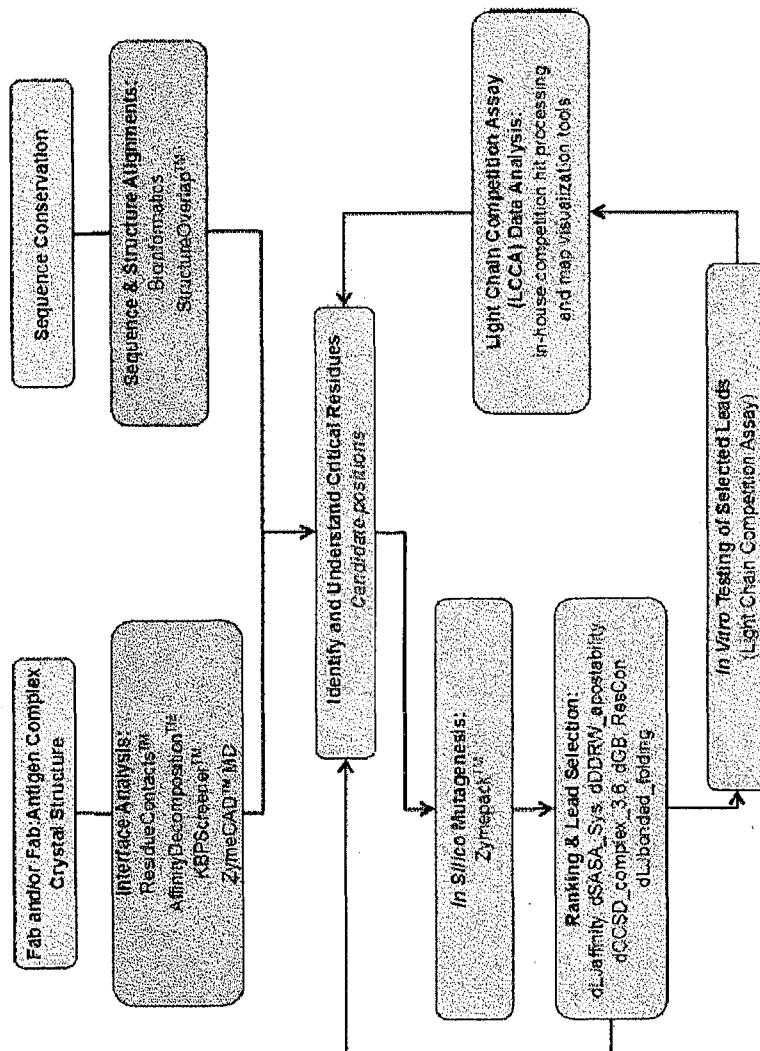 Fab and/or Fab:Antigen Complex
Crystal Structure
Sequence Conservation
Interface Analysis:
ResidueContacts™
AffinityDecomposition™
KBPScreener™
ZymeCAD™ MD
Sequence & Structure Alignments:
Bioinformatics
StructureOverlap™
Identify and Understand Critical Residues
Candidate positions
In Silico Mutagenesis:
Zymepack™
Ranking & Lead Selection:
dLJaffinity, dSASA_Sys, dDDRW_apostability,
dCCSD_complex_3.6, dGB, ResCon
dLJbonded_folding
In Vitro Testing of Selected Leads
(Light Chain Competition Assay)
Light Chain Competition Assay
(LCCA) Data Analysis:
in-house competition hit processing
and map visualization tools